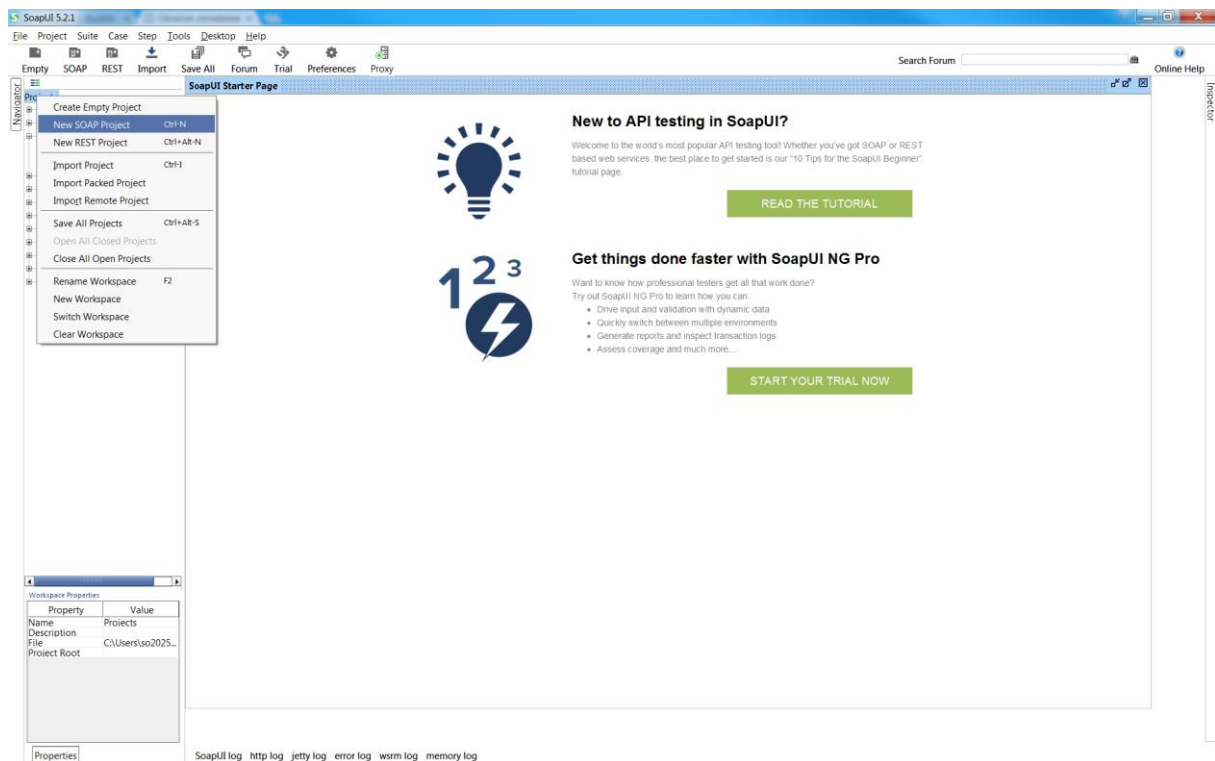 SoapUI 5.2.1
File Project Suite Case Step Tools Desktop Help
Empty SOAP REST Import Save All Forum Trial Preferences Proxy
Search Forum
Online Help
Navigator
SoapUI Starter Page
Inspector
Create Empty Project
New SOAP Project Ctrl-N
New REST Project Ctrl+Alt-N
Import Project Ctrl-I
Import Packed Project
Import Remote Project
Save All Projects Ctrl+Alt-S
Open All Closed Projects
Close All Open Projects
Rename Workspace F2
New Workspace
Switch Workspace
Clear Workspace
New to API testing in SoapUI?
Welcome to the world's most popular API testing tool! Whether you've got SOAP or REST
based web services, the best place to get started is our "10 Tips for the SoapUI Beginner"
tutorial page.
READ THE TUTORIAL
1 2 3
Get things done faster with SoapUI NG Pro
Want to know how professional testers get all that work done?
Try out SoapUI NG Pro to learn how you can:
• Drive input and validation with dynamic data
• Quickly switch between multiple environments
• Generate reports and inspect transaction logs
• Assess coverage and much more...
START YOUR TRIAL NOW
Workspace Properties
Property Value
Name Projects
Description
File C:\Users\so2025...
Project Root
Properties
SoapUI log http log jetty log error log wsrm log memory log